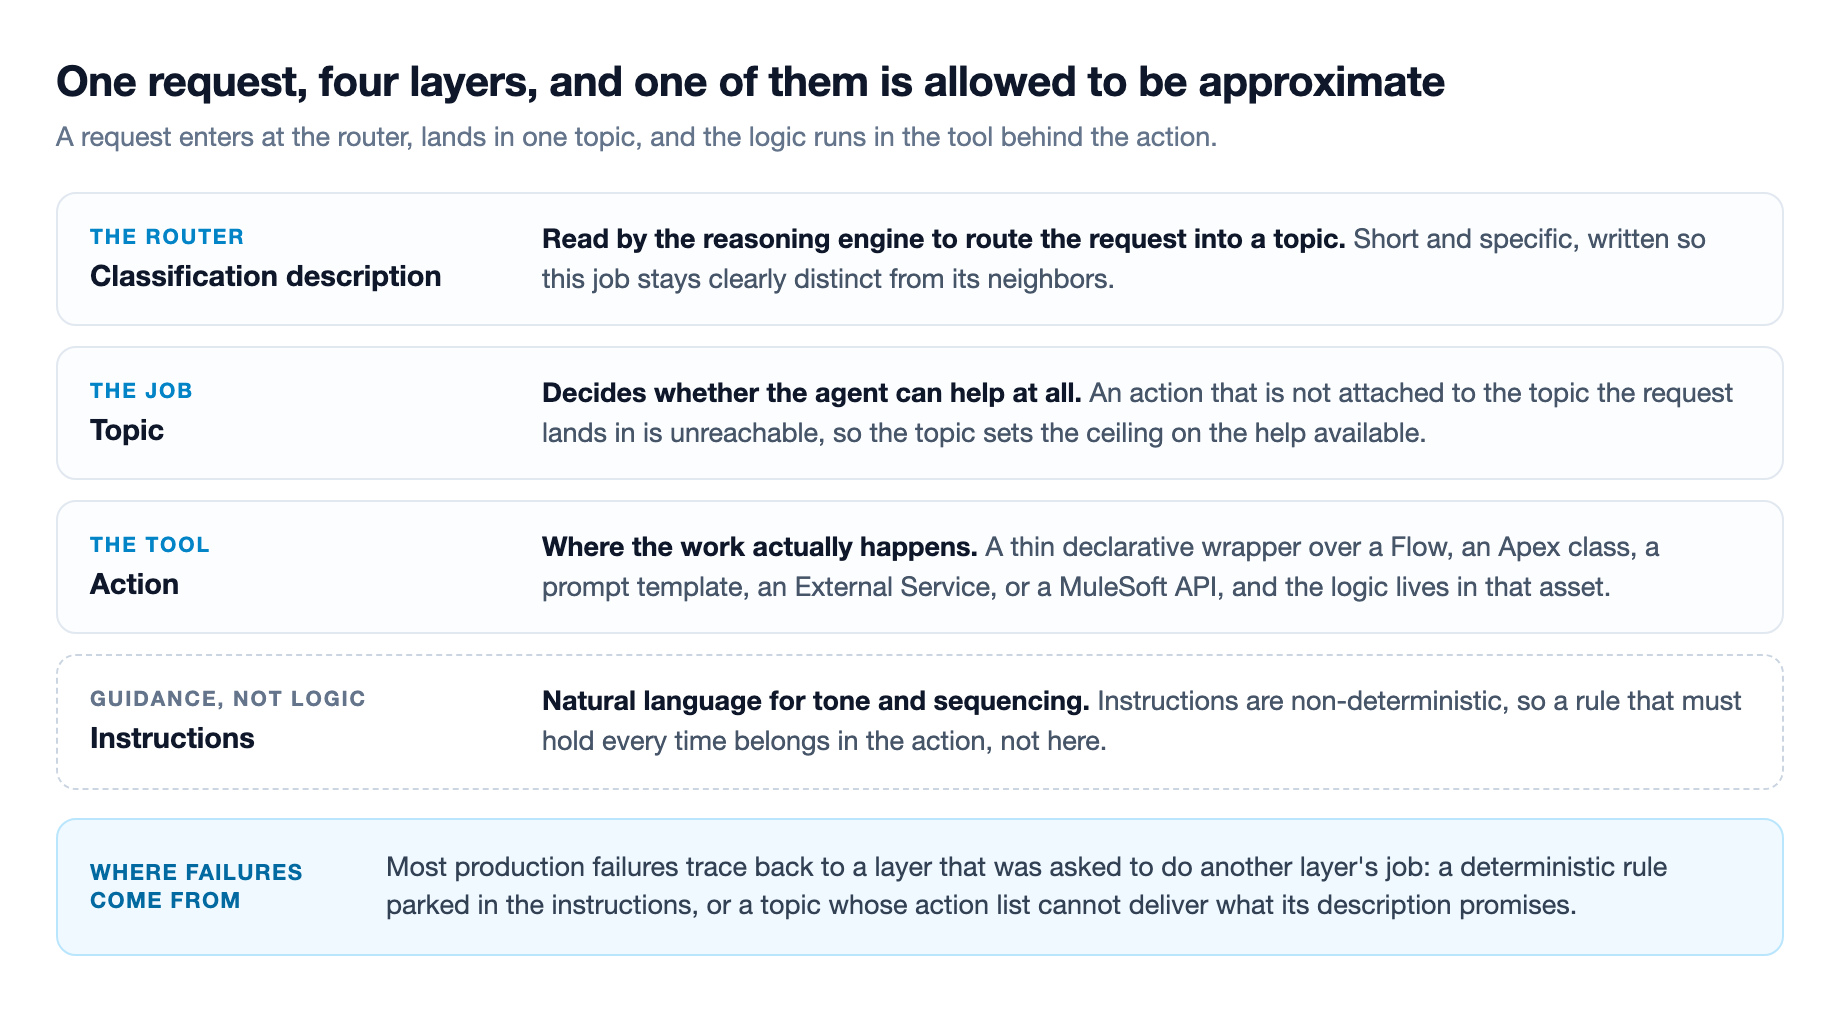 One request, four layers, and one of them is allowed to be approximate
A request enters at the router, lands in one topic, and the logic runs in the tool behind the action.
THE ROUTER
Classification description
Read by the reasoning engine to route the request into a topic. Short and specific, written so
this job stays clearly distinct from its neighbors.
THE JOB
Topic
Decides whether the agent can help at all. An action that is not attached to the topic the request
lands in is unreachable, so the topic sets the ceiling on the help available.
THE TOOL
Action
Where the work actually happens. A thin declarative wrapper over a Flow, an Apex class, a
prompt template, an External Service, or a MuleSoft API, and the logic lives in that asset.
GUIDANCE, NOT LOGIC
Instructions
Natural language for tone and sequencing. Instructions are non-deterministic, so a rule that must
hold every time belongs in the action, not here.
WHERE FAILURES
COME FROM
Most production failures trace back to a layer that was asked to do another layer's job: a deterministic rule
parked in the instructions, or a topic whose action list cannot deliver what its description promises.